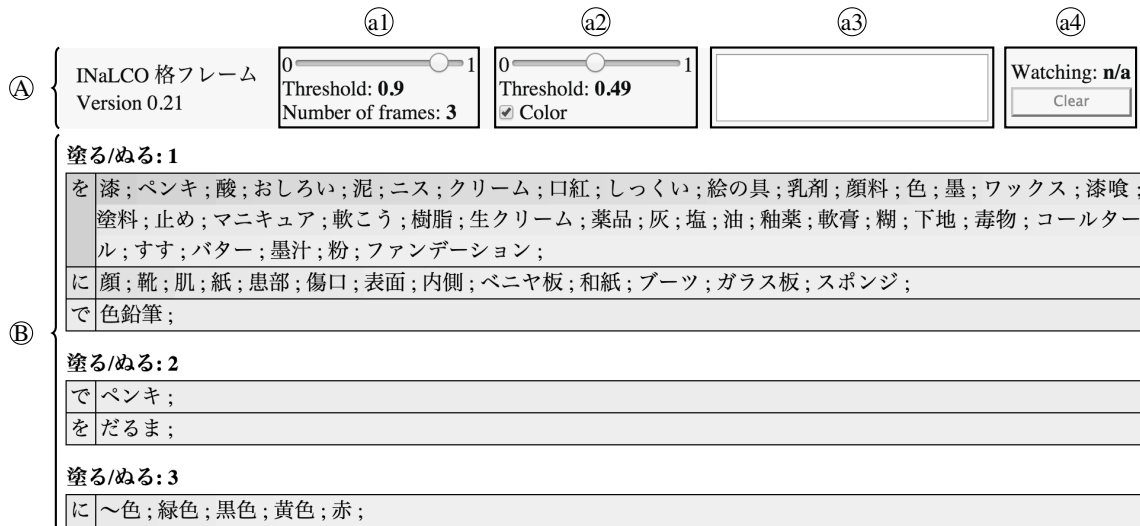 a1 a2 a3 a4
A
INaLCO 格フレーム
Version 0.21
0 1
Threshold: 0.9
Number of frames: 3
0 1
Threshold: 0.49
Color
Watching: n/a
Clear
B
塗る/ぬる: 1
を 漆 ; ペンキ ; 酸 ; おしろい ; 泥 ; ニス ; クリーム ; 口紅 ; しっくい ; 絵の具 ; 乳剤 ; 顔料 ; 色 ; 墨 ; ワックス ; 漆喰 ;
塗料 ; 止め ; マニキュア ; 軟こう ; 樹脂 ; 生クリーム ; 薬品 ; 灰 ; 塩 ; 油 ; 釉薬 ; 軟膏 ; 糊 ; 下地 ; 毒物 ; コールター
ル ; すす ; バター ; 墨汁 ; 粉 ; ファンデーション ;
に 顔 ; 靴 ; 肌 ; 紙 ; 患部 ; 傷口 ; 表面 ; 内側 ; ベニヤ板 ; 和紙 ; ブーツ ; ガラス板 ; スポンジ ;
で 色鉛筆 ;
塗る/ぬる: 2
で ペンキ ;
を だるま ;
塗る/ぬる: 3
に 〜色 ; 緑色 ; 黒色 ; 黄色 ; 赤 ;